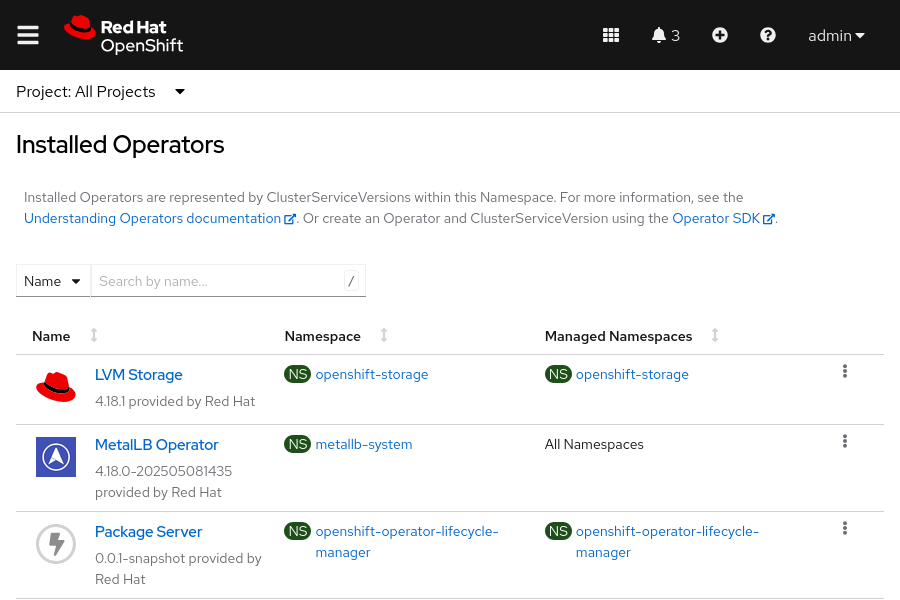 Red Hat
OpenShift
3
admin
Project: All Projects
Installed Operators
Installed Operators are represented by ClusterServiceVersions within this Namespace. For more information, see the
Understanding Operators documentation. Or create an Operator and ClusterServiceVersion using the Operator SDK.
Name
Search by name...
/
Name Namespace Managed Namespaces
LVM Storage NS openshift-storage NS openshift-storage
4.18.1 provided by Red Hat
MetalLB Operator NS metallb-system All Namespaces
4.18.0-202505081435
provided by Red Hat
Package Server NS openshift-operator-lifecycle- NS openshift-operator-lifecycle-
manager manager
0.0.1-snapshot provided by
Red Hat